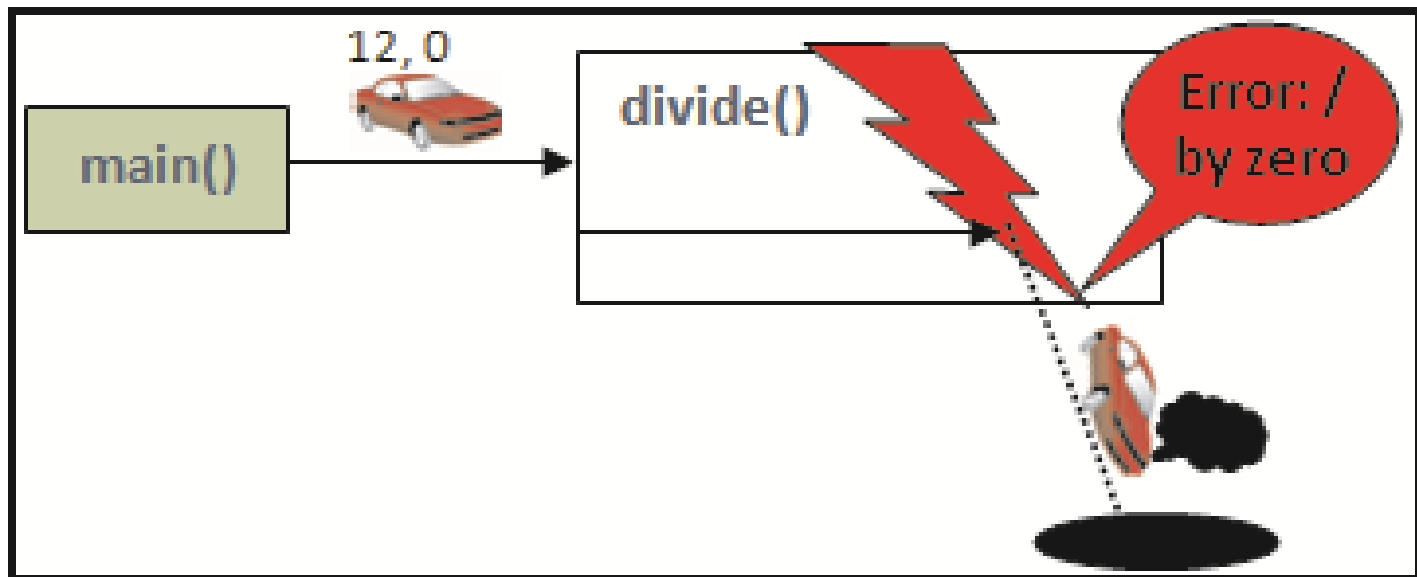 12, 0
main()
divide()
Error: /
by zero